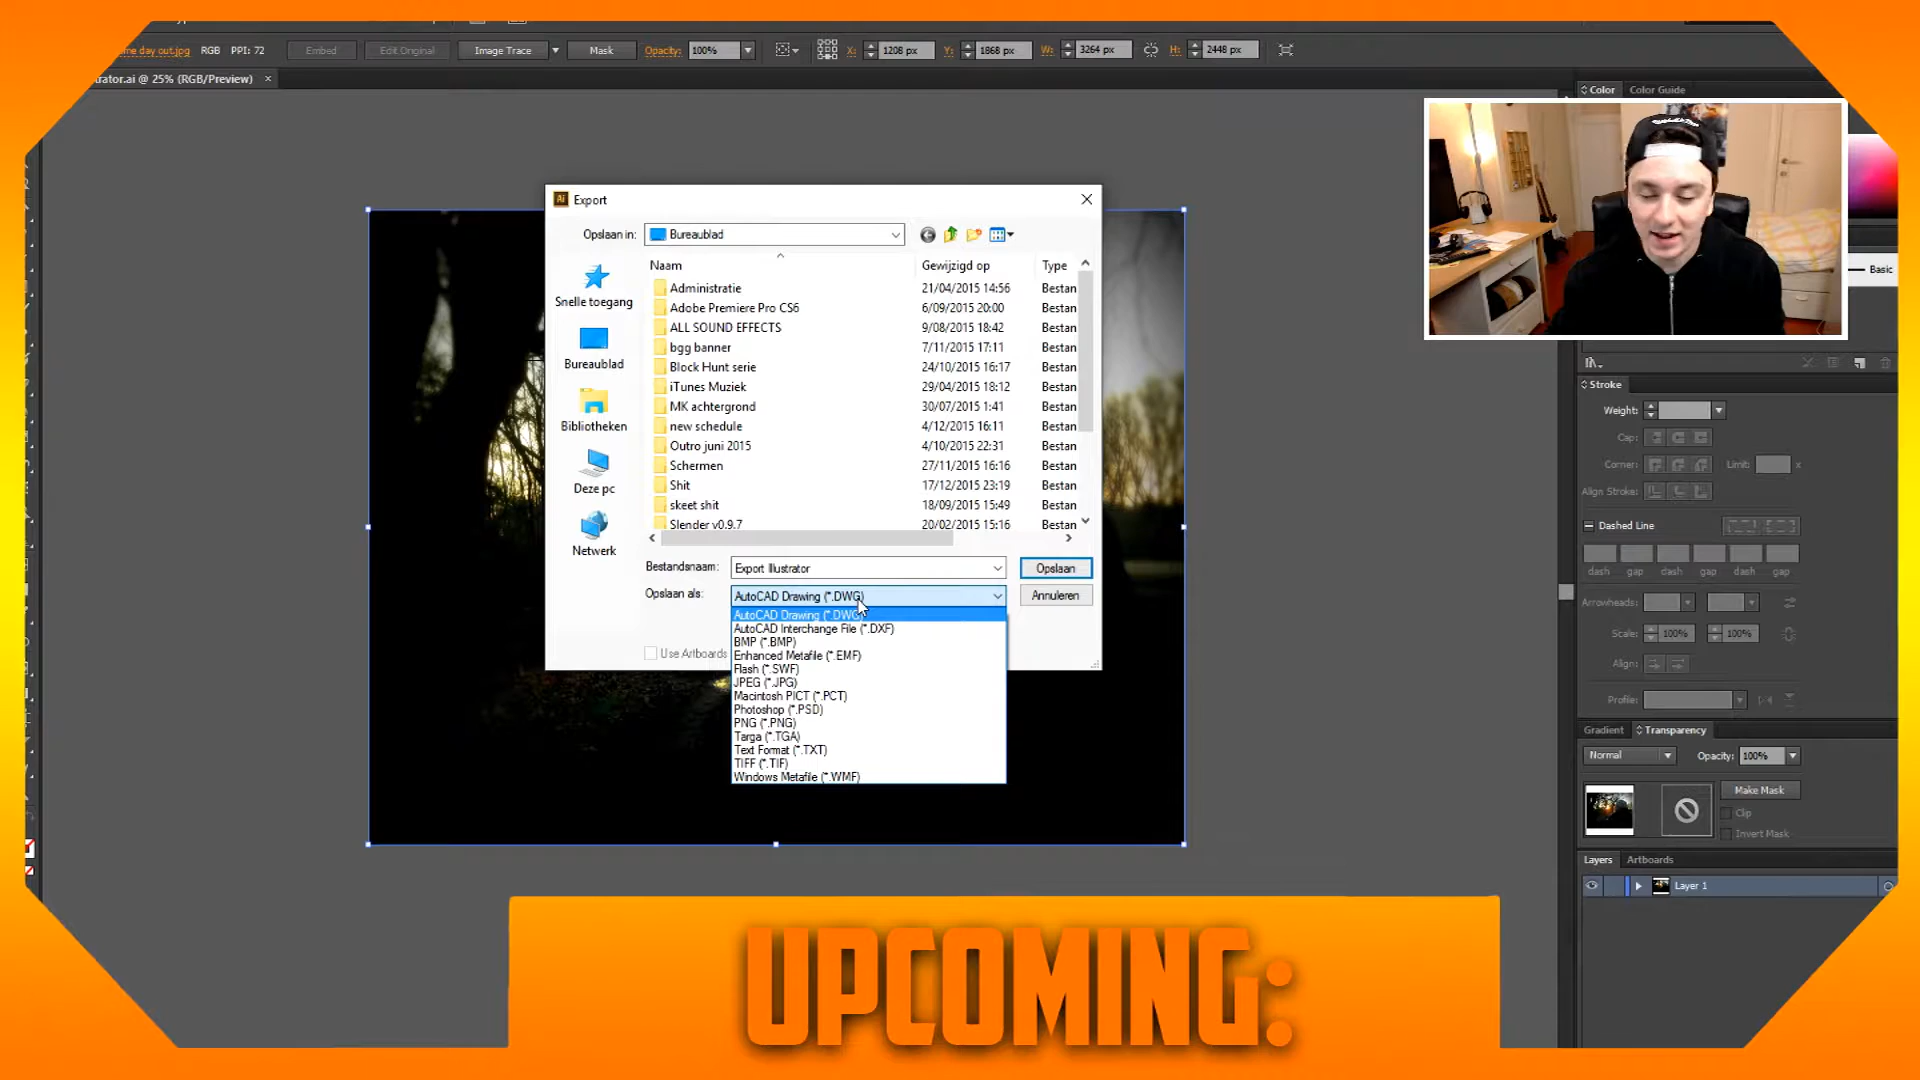 me day out.jpg RGB PPI: 72 Embed Edit Original Image Trace Mask Opacity: 100% X: 1208 px Y: 1868 px W: 3264 px H: 2448 px
trator.ai @ 25% (RGB/Preview) ×
Color Color Guide
Basic
Export
Opslaan in: Bureaublad
Naam Gewijzigd op Type
Snelle toegang
Bureaublad
Bibliotheken
Deze pc
Netwerk
Administratie 21/04/2015 14:56 Bestan
Adobe Premiere Pro CS6 6/09/2015 20:00 Bestan
ALL SOUND EFFECTS 9/08/2015 18:42 Bestan
bgg banner 7/11/2015 17:11 Bestan
Block Hunt serie 24/10/2015 16:17 Bestan
iTunes Muziek 29/04/2015 18:12 Bestan
MK achtergrond 30/07/2015 1:41 Bestan
new schedule 4/12/2015 16:11 Bestan
Outro juni 2015 4/10/2015 22:31 Bestan
Schermen 27/11/2015 16:16 Bestan
Shit 17/12/2015 23:19 Bestan
skeet shit 18/09/2015 15:49 Bestan
Slender v0.9.7 20/02/2015 15:16 Bestan
Bestandsnaam: Export Illustrator Opslaan
Opslaan als: AutoCAD Drawing (*.DWG) Annuleren
Use Artboards
AutoCAD Drawing (*.DWG)
AutoCAD Interchange File (*.DXF)
BMP (*.BMP)
Enhanced Metafile (*.EMF)
Flash (*.SWF)
JPEG (*.JPG)
Macintosh PICT (*.PCT)
Photoshop (*.PSD)
PNG (*.PNG)
Targa (*.TGA)
Text Format (*.TXT)
TIFF (*.TIF)
Windows Metafile (*.WMF)
Stroke
Weight:
Cap:
Corner: Limit: x
Align Stroke:
Dashed Line
dash gap dash gap dash gap
Arrowheads:
Scale: 100% 100%
Align:
Profile:
Gradient Transparency
Normal Opacity: 100%
Make Mask
Clip
Invert Mask
Layers Artboards
Layer 1
UPCOMING: